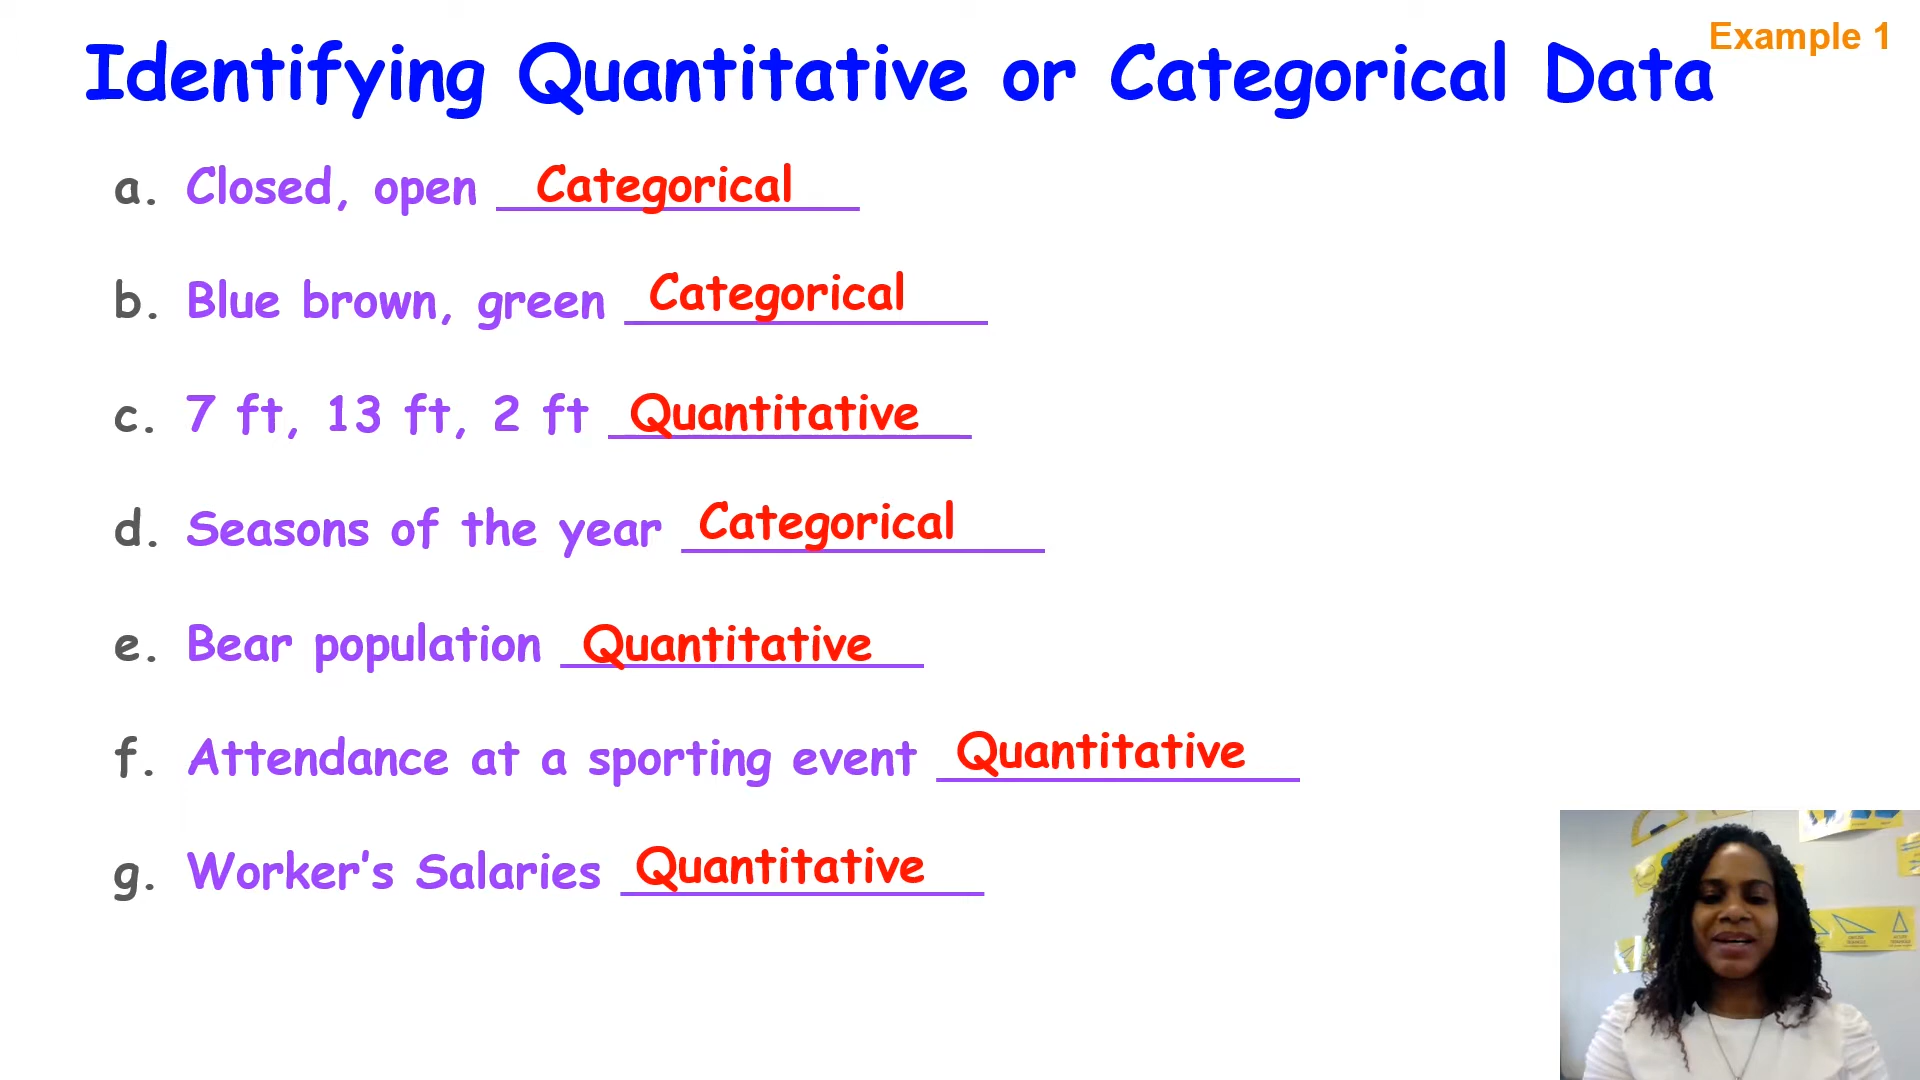 Example 1
Identifying Quantitative or Categorical Data
a. Closed, open Categorical
b. Blue brown, green Categorical
c. 7 ft, 13 ft, 2 ft Quantitative
d. Seasons of the year Categorical
e. Bear population Quantitative
f. Attendance at a sporting event Quantitative
g. Worker's Salaries Quantitative